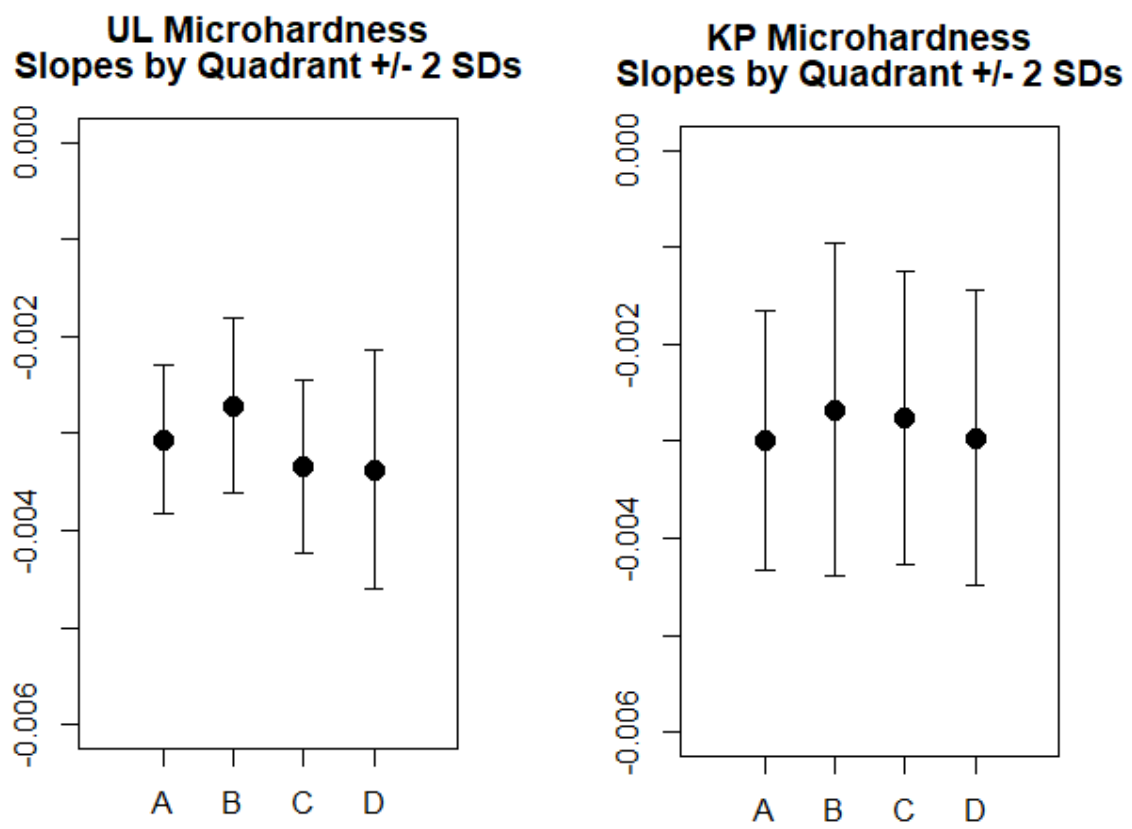 UL Microhardness
Slopes by Quadrant +/- 2 SDs
0.000
-0.002
-0.004
-0.006
A B C D
KP Microhardness
Slopes by Quadrant +/- 2 SDs
0.000
-0.002
-0.004
-0.006
A B C D